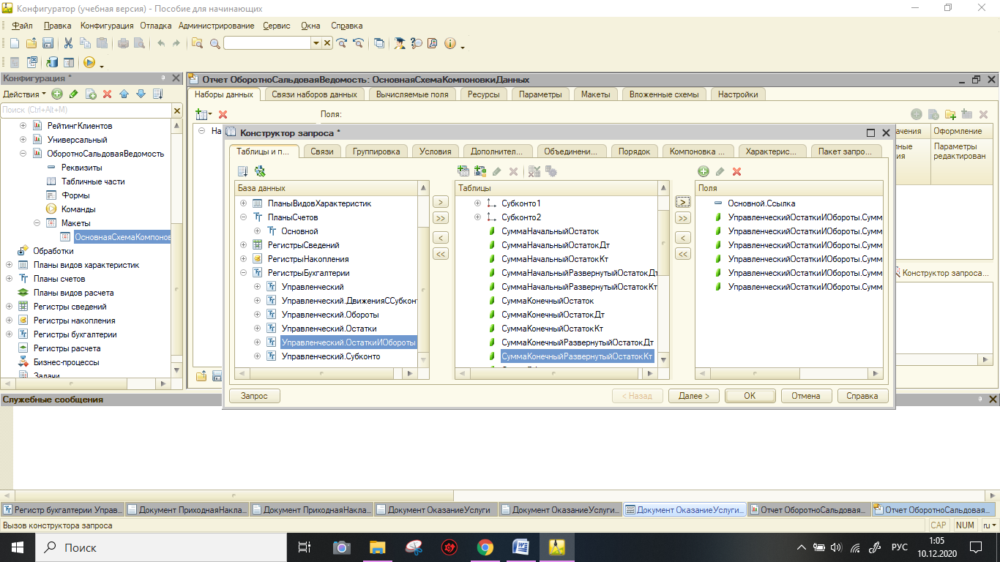 Конфигуратор (учебная версия) - Пособие для начинающих
Файл Правка Конфигурация Отладка Администрирование Сервис Окна Справка
Конфигурация *
Действия
Поиск (Ctrl+Alt+M)
РейтингКлиентов
Универсальный
ОборотноСальдоваяВедомость
Реквизиты
Табличные части
Формы
Команды
Макеты
ОсновнаяСхемаКомпонов
Обработки
Планы видов характеристик
Планы счетов
Планы видов расчета
Регистры сведений
Регистры накопления
Регистры бухгалтерии
Регистры расчета
Бизнес-процессы
Задачи
Отчет ОборотноСальдоваяВедомость: ОсновнаяСхемаКомпоновкиДанных
Наборы данных Связи наборов данных Вычисляемые поля Ресурсы Параметры Макеты Вложенные схемы Настройки
Поля:
На
Оформление
Параметры
редактирован
Конструктор запроса...
Конструктор запроса *
Таблицы и п... Связи Группировка Условия Дополнител... Объединени... Порядок Компоновка ... Характерис... Пакет запро...
База данных
ПланыВидовХарактеристик
ПланыСчетов
Основной
РегистрыСведений
РегистрыНакопления
РегистрыБухгалтерии
Управленческий
Управленческий.ДвиженияССубконт
Управленческий.Обороты
Управленческий.Остатки
Управленческий.ОстаткиИОбороты
Управленческий.Субконто
> >> < <<
Таблицы
Субконто1
Субконто2
СуммаНачальныйОстаток
СуммаНачальныйОстатокДт
СуммаНачальныйОстатокКт
СуммаНачальныйРазвернутыйОстатокДт
СуммаНачальныйРазвернутыйОстатокКт
СуммаКонечныйОстаток
СуммаКонечныйОстатокДт
СуммаКонечныйОстатокКт
СуммаКонечныйРазвернутыйОстатокДт
СуммаКонечныйРазвернутыйОстатокКт
> >> < <<
Поля
Основной.Ссылка
УправленческийОстаткиИОбороты.Сумм
УправленческийОстаткиИОбороты.Сумм
УправленческийОстаткиИОбороты.Сумм
УправленческийОстаткиИОбороты.Сумм
УправленческийОстаткиИОбороты.Сумм
УправленческийОстаткиИОбороты.Сумм
Запрос < Назад Далее > ОК Отмена Справка
Служебные сообщения
Регистр бухгалтерии Управ... Документ ПриходнаяНакла... Документ ПриходнаяНакла... Документ ОказаниеУслуги Документ ОказаниеУслуги... Документ ОказаниеУслуги... Отчет ОборотноСальдовая... Отчет ОборотноСальдовая...
Вызов конструктора запроса
CAP NUM ru
Поиск
РУС
1:05
10.12.2020